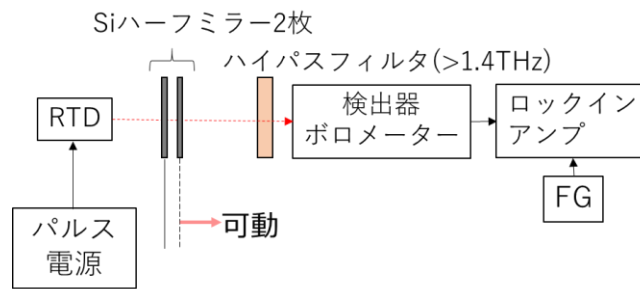 Siハーフミラー2枚
ハイパスフィルタ(>1.4THz)
RTD
検出器
ボロメーター
ロックイン
アンプ
FG
パルス
電源
可動